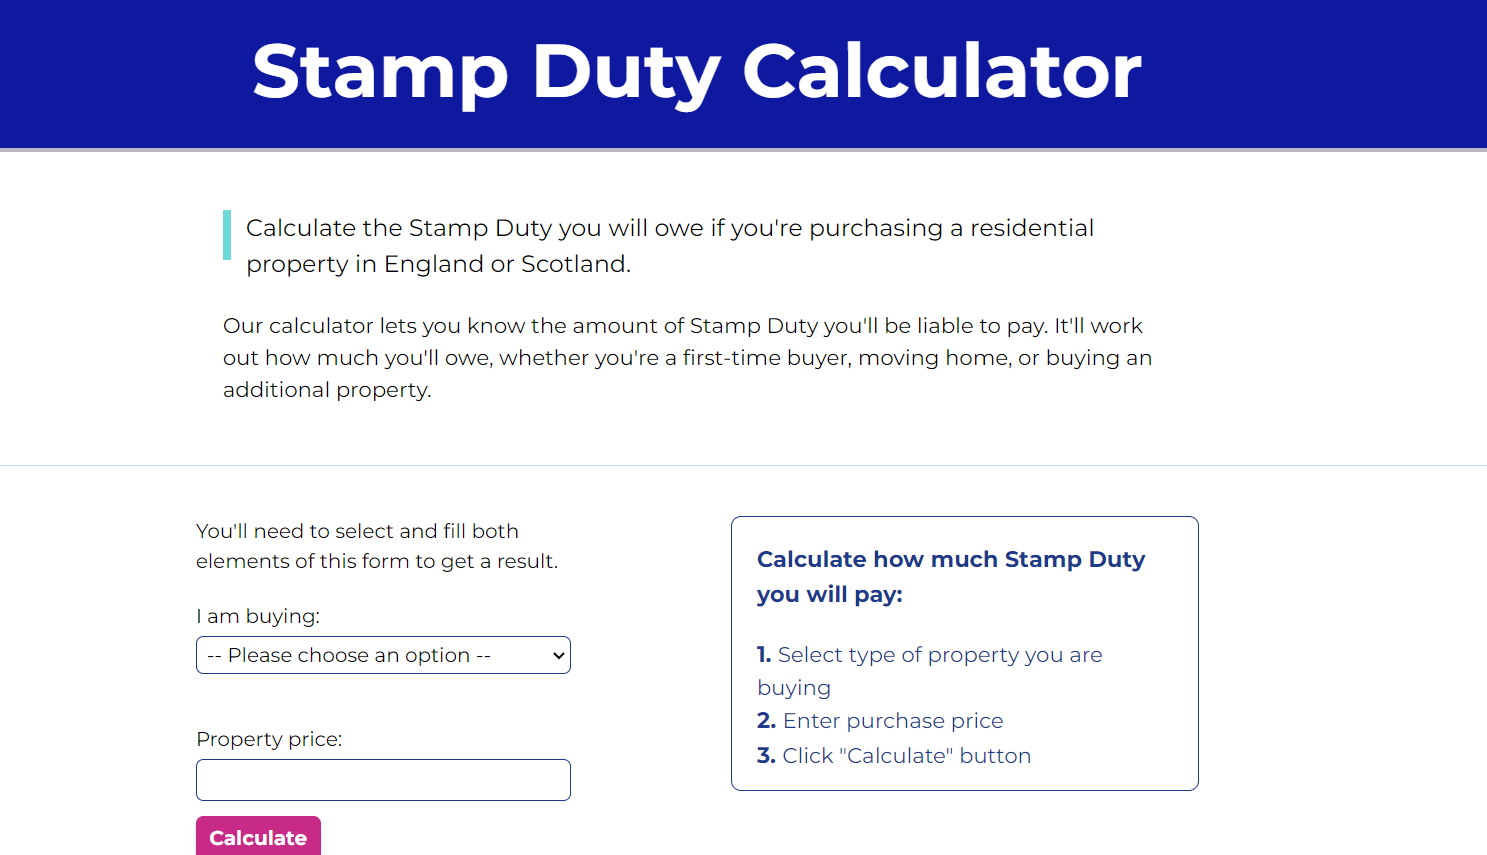 Stamp Duty Calculator
Calculate the Stamp Duty you will owe if you're purchasing a residential
property in England or Scotland.
Our calculator lets you know the amount of Stamp Duty you'll be liable to pay. It'll work
out how much you'll owe, whether you're a first-time buyer, moving home, or buying an
additional property.
You'll need to select and fill both
elements of this form to get a result.
I am buying:
-- Please choose an option --
Property price:
Calculate
Calculate how much Stamp Duty
you will pay:
1. Select type of property you are
buying
2. Enter purchase price
3. Click "Calculate" button